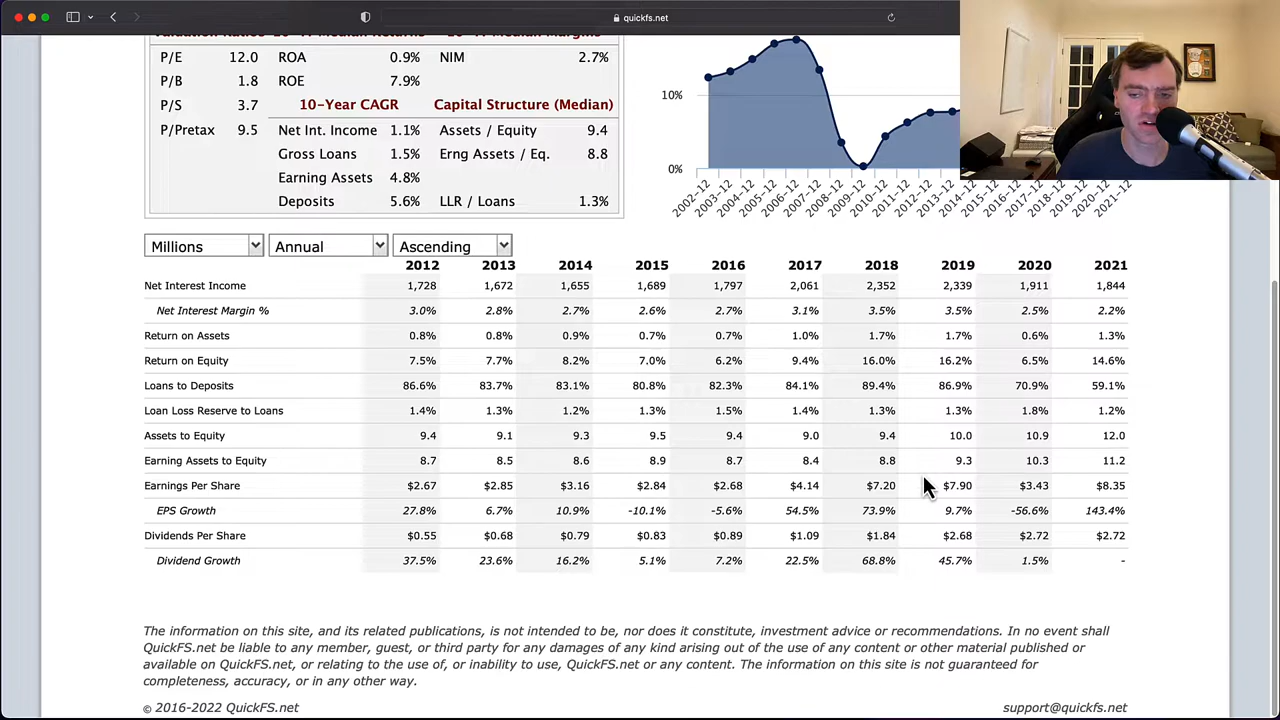 quickfs.net
P/E 12.0 ROA 0.9% NIM 2.7%
P/B 1.8 ROE 7.9%
P/S 3.7 10-Year CAGR Capital Structure (Median)
P/Pretax 9.5 Net Int. Income 1.1% Assets / Equity 9.4
Gross Loans 1.5% Erng Assets / Eq. 8.8
Earning Assets 4.8%
Deposits 5.6% LLR / Loans 1.3%
10%
0%
2002-12 2003-12 2004-12 2005-12 2006-12 2007-12 2008-12 2009-12 2010-12 2011-12 2012-12 2013-12 2014-12 2015-12 2016-12 2017-12 2018-12 2019-12 2020-12 2021-12
Millions Annual Ascending
2012 2013 2014 2015 2016 2017 2018 2019 2020 2021
Net Interest Income 1,728 1,672 1,655 1,689 1,797 2,061 2,352 2,339 1,911 1,844
Net Interest Margin % 3.0% 2.8% 2.7% 2.6% 2.7% 3.1% 3.5% 3.5% 2.5% 2.2%
Return on Assets 0.8% 0.8% 0.9% 0.7% 0.7% 1.0% 1.7% 1.7% 0.6% 1.3%
Return on Equity 7.5% 7.7% 8.2% 7.0% 6.2% 9.4% 16.0% 16.2% 6.5% 14.6%
Loans to Deposits 86.6% 83.7% 83.1% 80.8% 82.3% 84.1% 89.4% 86.9% 70.9% 59.1%
Loan Loss Reserve to Loans 1.4% 1.3% 1.2% 1.3% 1.5% 1.4% 1.3% 1.3% 1.8% 1.2%
Assets to Equity 9.4 9.1 9.3 9.5 9.4 9.0 9.4 10.0 10.9 12.0
Earning Assets to Equity 8.7 8.5 8.6 8.9 8.7 8.4 8.8 9.3 10.3 11.2
Earnings Per Share $2.67 $2.85 $3.16 $2.84 $2.68 $4.14 $7.20 $7.90 $3.43 $8.35
EPS Growth 27.8% 6.7% 10.9% -10.1% -5.6% 54.5% 73.9% 9.7% -56.6% 143.4%
Dividends Per Share $0.55 $0.68 $0.79 $0.83 $0.89 $1.09 $1.84 $2.68 $2.72 $2.72
Dividend Growth 37.5% 23.6% 16.2% 5.1% 7.2% 22.5% 68.8% 45.7% 1.5% -
The information on this site, and its related publications, is not intended to be, nor does it constitute, investment advice or recommendations. In no event shall
QuickFS.net be liable to any member, guest, or third party for any damages of any kind arising out of the use of any content or other material published or
available on QuickFS.net, or relating to the use of, or inability to use, QuickFS.net or any content. The information on this site is not guaranteed for
completeness, accuracy, or in any other way.
© 2016-2022 QuickFS.net support@quickfs.net